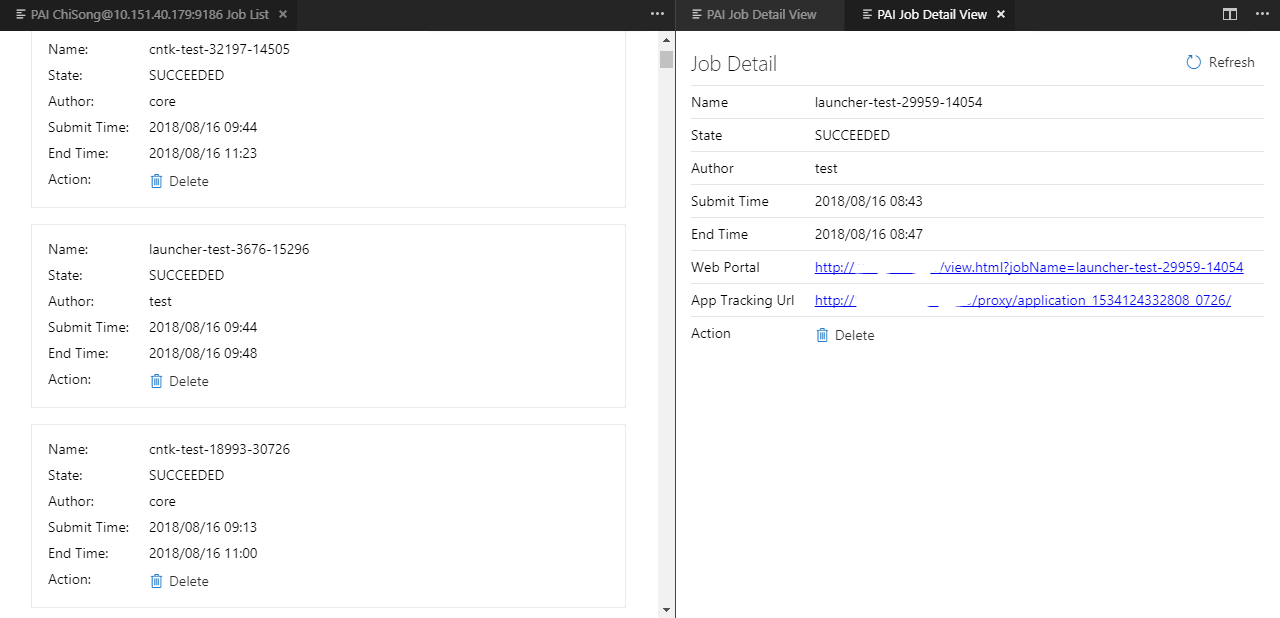 PAI ChiSong@10.151.40.179:9186 Job List
Name: cntk-test-32197-14505
State: SUCCEEDED
Author: core
Submit Time: 2018/08/16 09:44
End Time: 2018/08/16 11:23
Action: Delete
Name: launcher-test-3676-15296
State: SUCCEEDED
Author: test
Submit Time: 2018/08/16 09:44
End Time: 2018/08/16 09:48
Action: Delete
Name: cntk-test-18993-30726
State: SUCCEEDED
Author: core
Submit Time: 2018/08/16 09:13
End Time: 2018/08/16 11:00
Action: Delete
PAI Job Detail View PAI Job Detail View
Job Detail Refresh
Name launcher-test-29959-14054
State SUCCEEDED
Author test
Submit Time 2018/08/16 08:43
End Time 2018/08/16 08:47
Web Portal http:// /view.html?jobName=launcher-test-29959-14054
App Tracking Url http:// /proxy/application_1534124332808_0726/
Action Delete